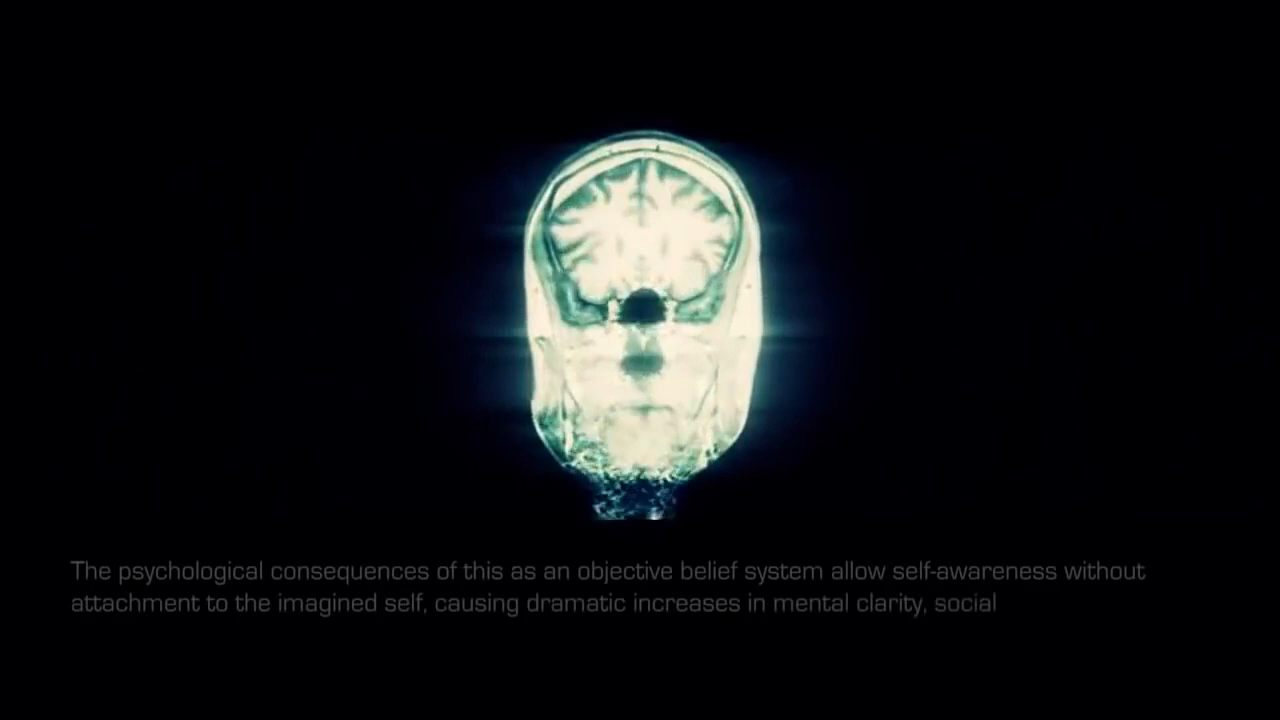 The psychological consequences of this as an objective belief system allow self-awareness without
attachment to the imagined self, causing dramatic increases in mental clarity, social